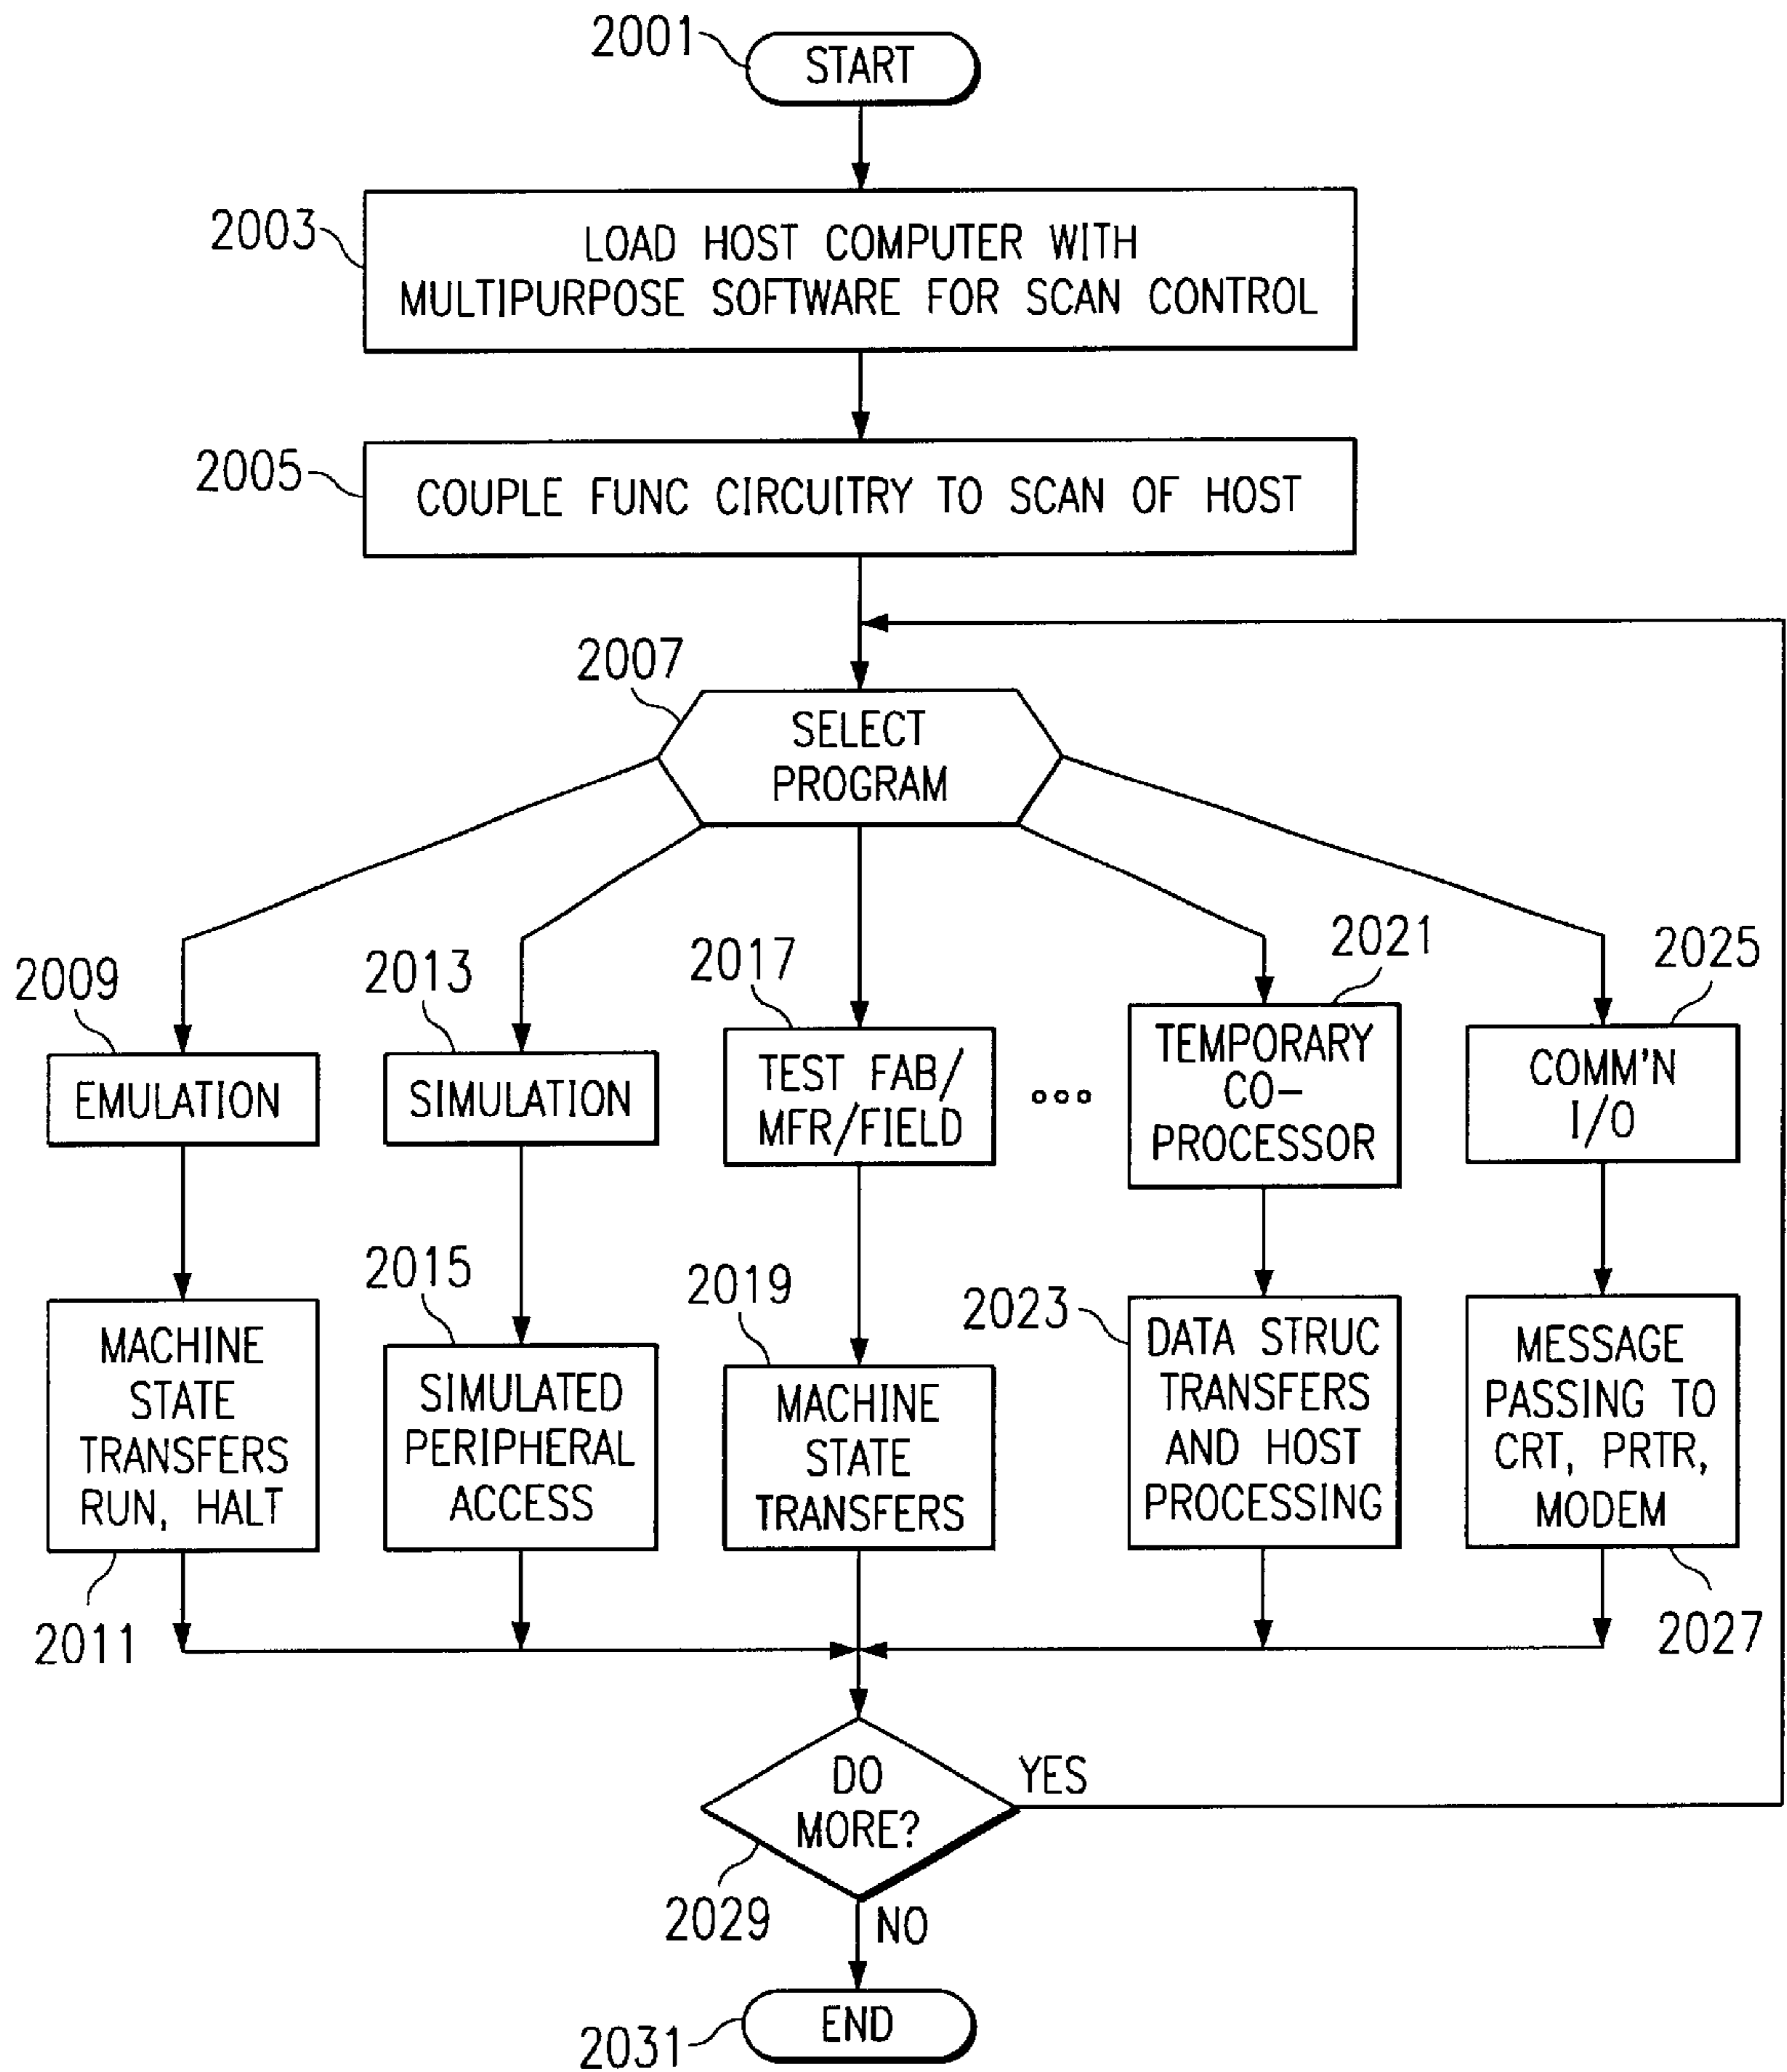 2001
START
2003
LOAD HOST COMPUTER WITH
MULTIPURPOSE SOFTWARE FOR SCAN CONTROL
2005
COUPLE FUNC CIRCUITRY TO SCAN OF HOST
2007
SELECT
PROGRAM
2009
EMULATION
2013
SIMULATION
2017
TEST FAB/
MFR/FIELD
2021
TEMPORARY
CO-
PROCESSOR
2025
COMM'N
I/O
MACHINE
STATE
TRANSFERS
RUN, HALT
2011
2015
SIMULATED
PERIPHERAL
ACCESS
2019
MACHINE
STATE
TRANSFERS
2023
DATA STRUC
TRANSFERS
AND HOST
PROCESSING
MESSAGE
PASSING TO
CRT, PRTR,
MODEM
2027
DO
MORE?
YES
2029
NO
END
2031